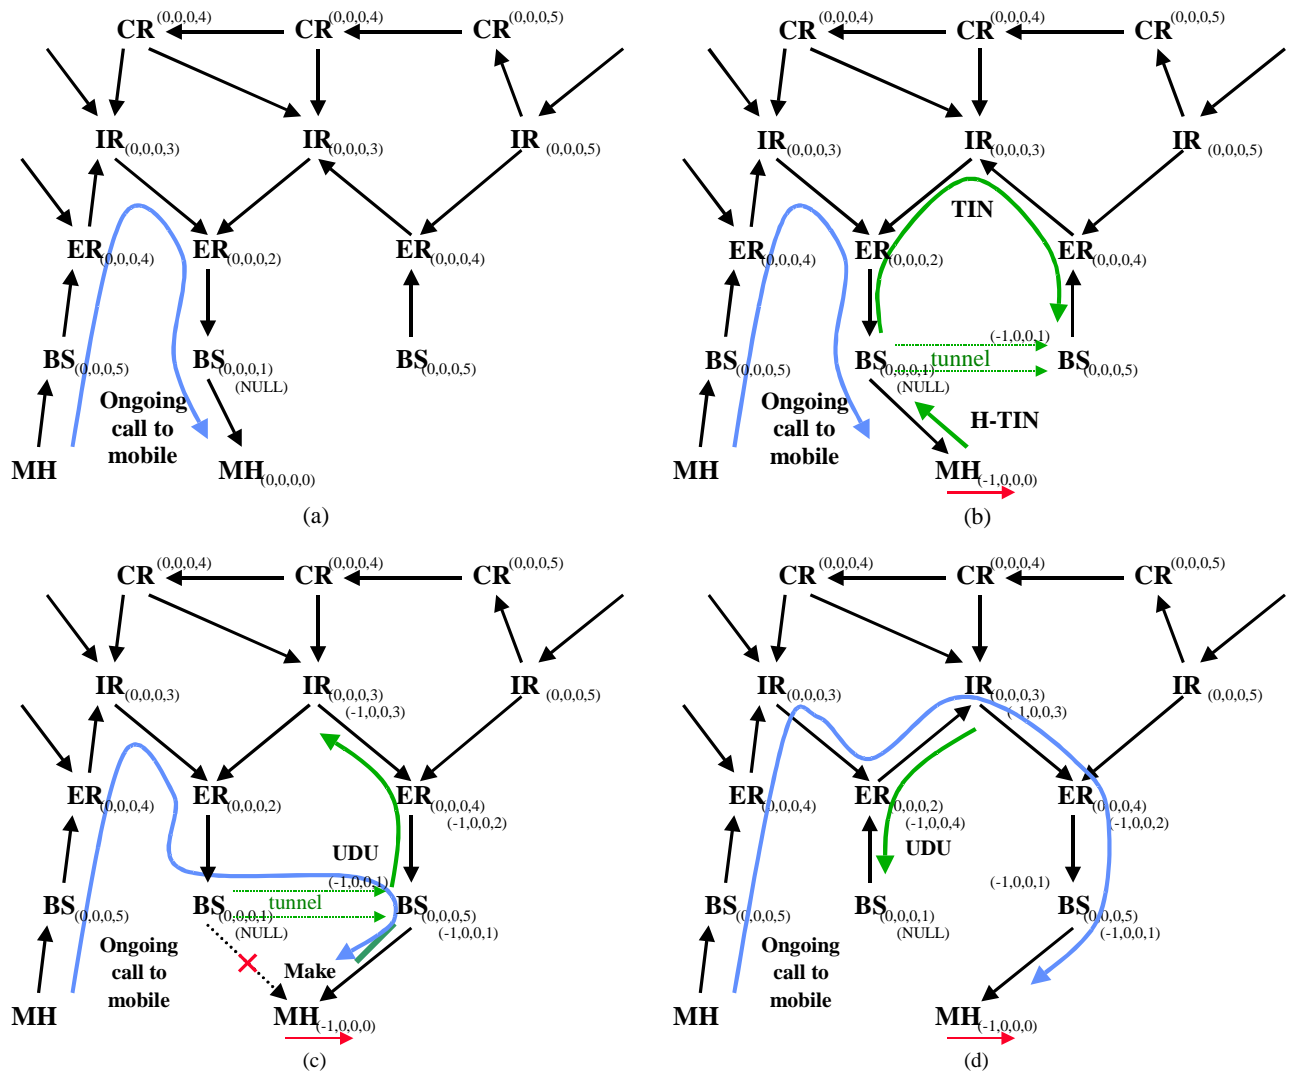 CR(0,0,0,4) CR(0,0,0,4) CR(0,0,0,5)
IR(0,0,0,3) IR(0,0,0,3) IR(0,0,0,5)
ER(0,0,0,4) ER(0,0,0,2) ER(0,0,0,4)
BS(0,0,0,5) BS(0,0,0,1) BS(0,0,0,5)
(NULL)
Ongoing
call to
mobile
MH MH(0,0,0,0)
(a)
CR(0,0,0,4) CR(0,0,0,4) CR(0,0,0,5)
IR(0,0,0,3) IR(0,0,0,3) IR(0,0,0,5)
TIN
ER(0,0,0,4) ER(0,0,0,2) ER(0,0,0,4)
(-1,0,0,1)
BS(0,0,0,5) BS(0,0,0,1) tunnel BS(0,0,0,5)
(NULL)
Ongoing
call to
mobile
H-TIN
MH MH(-1,0,0,0)
(b)
CR(0,0,0,4) CR(0,0,0,4) CR(0,0,0,5)
IR(0,0,0,3) IR(0,0,0,3) IR(0,0,0,5)
(-1,0,0,3)
ER(0,0,0,4) ER(0,0,0,2) ER(0,0,0,4)
(-1,0,0,2)
UDU
(-1,0,0,1)
BS(0,0,0,5) BS(0,0,0,1) tunnel BS(0,0,0,5)
(NULL) (-1,0,0,1)
Ongoing
call to
mobile
Make
MH MH(-1,0,0,0)
(c)
CR(0,0,0,4) CR(0,0,0,4) CR(0,0,0,5)
IR(0,0,0,3) IR(0,0,0,3) IR(0,0,0,5)
(-1,0,0,3)
ER(0,0,0,4) ER(0,0,0,2) ER(0,0,0,4)
(-1,0,0,4) (-1,0,0,2)
UDU
(-1,0,0,1)
BS(0,0,0,5) BS(0,0,0,1) BS(0,0,0,5)
(NULL) (-1,0,0,1)
Ongoing
call to
mobile
MH MH(-1,0,0,0)
(d)